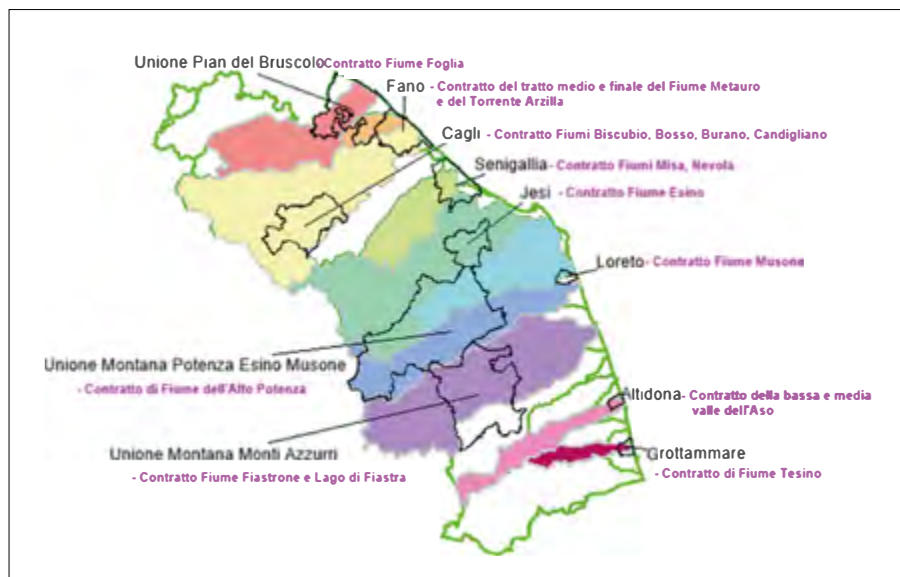 Unione Pian del Bruscolo - Contratto Fiume Foglia
Fano - Contratto del tratto medio e finale del Fiume Metauro
e del Torrente Arzilla
Cagli - Contratto Fiumi Biscubio, Bosso, Burano, Candigliano
Senigallia - Contratto Fiumi Misa, Nevola
Jesi - Contratto Fiume Esino
Loreto - Contratto Fiume Musone
Unione Montana Potenza Esino Musone
- Contratto di Fiume dell'Alto Potenza
Altidona - Contratto della bassa e media
valle dell'Aso
Unione Montana Monti Azzurri
- Contratto Fiume Fiastrone e Lago di Fiastra
Grottammare
- Contratto di Fiume Tesino